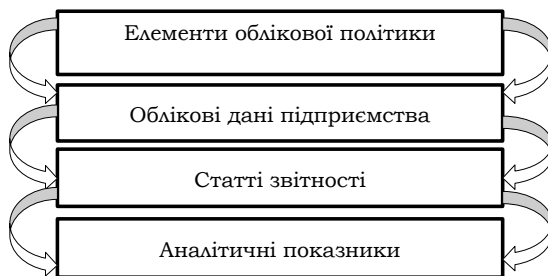 Елементи облікової політики
Облікові дані підприємства
Статті звітності
Аналітичні показники